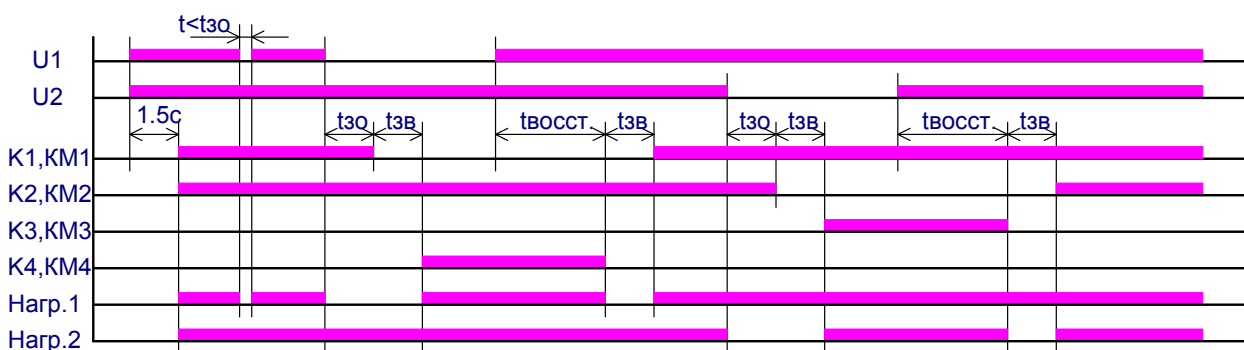 t<tзо
U1
U2
1.5с tзо tзв tвосст. tзв tзо tзв tвосст. tзв
К1,КМ1
К2,КМ2
К3,КМ3
К4,КМ4
Нагр.1
Нагр.2